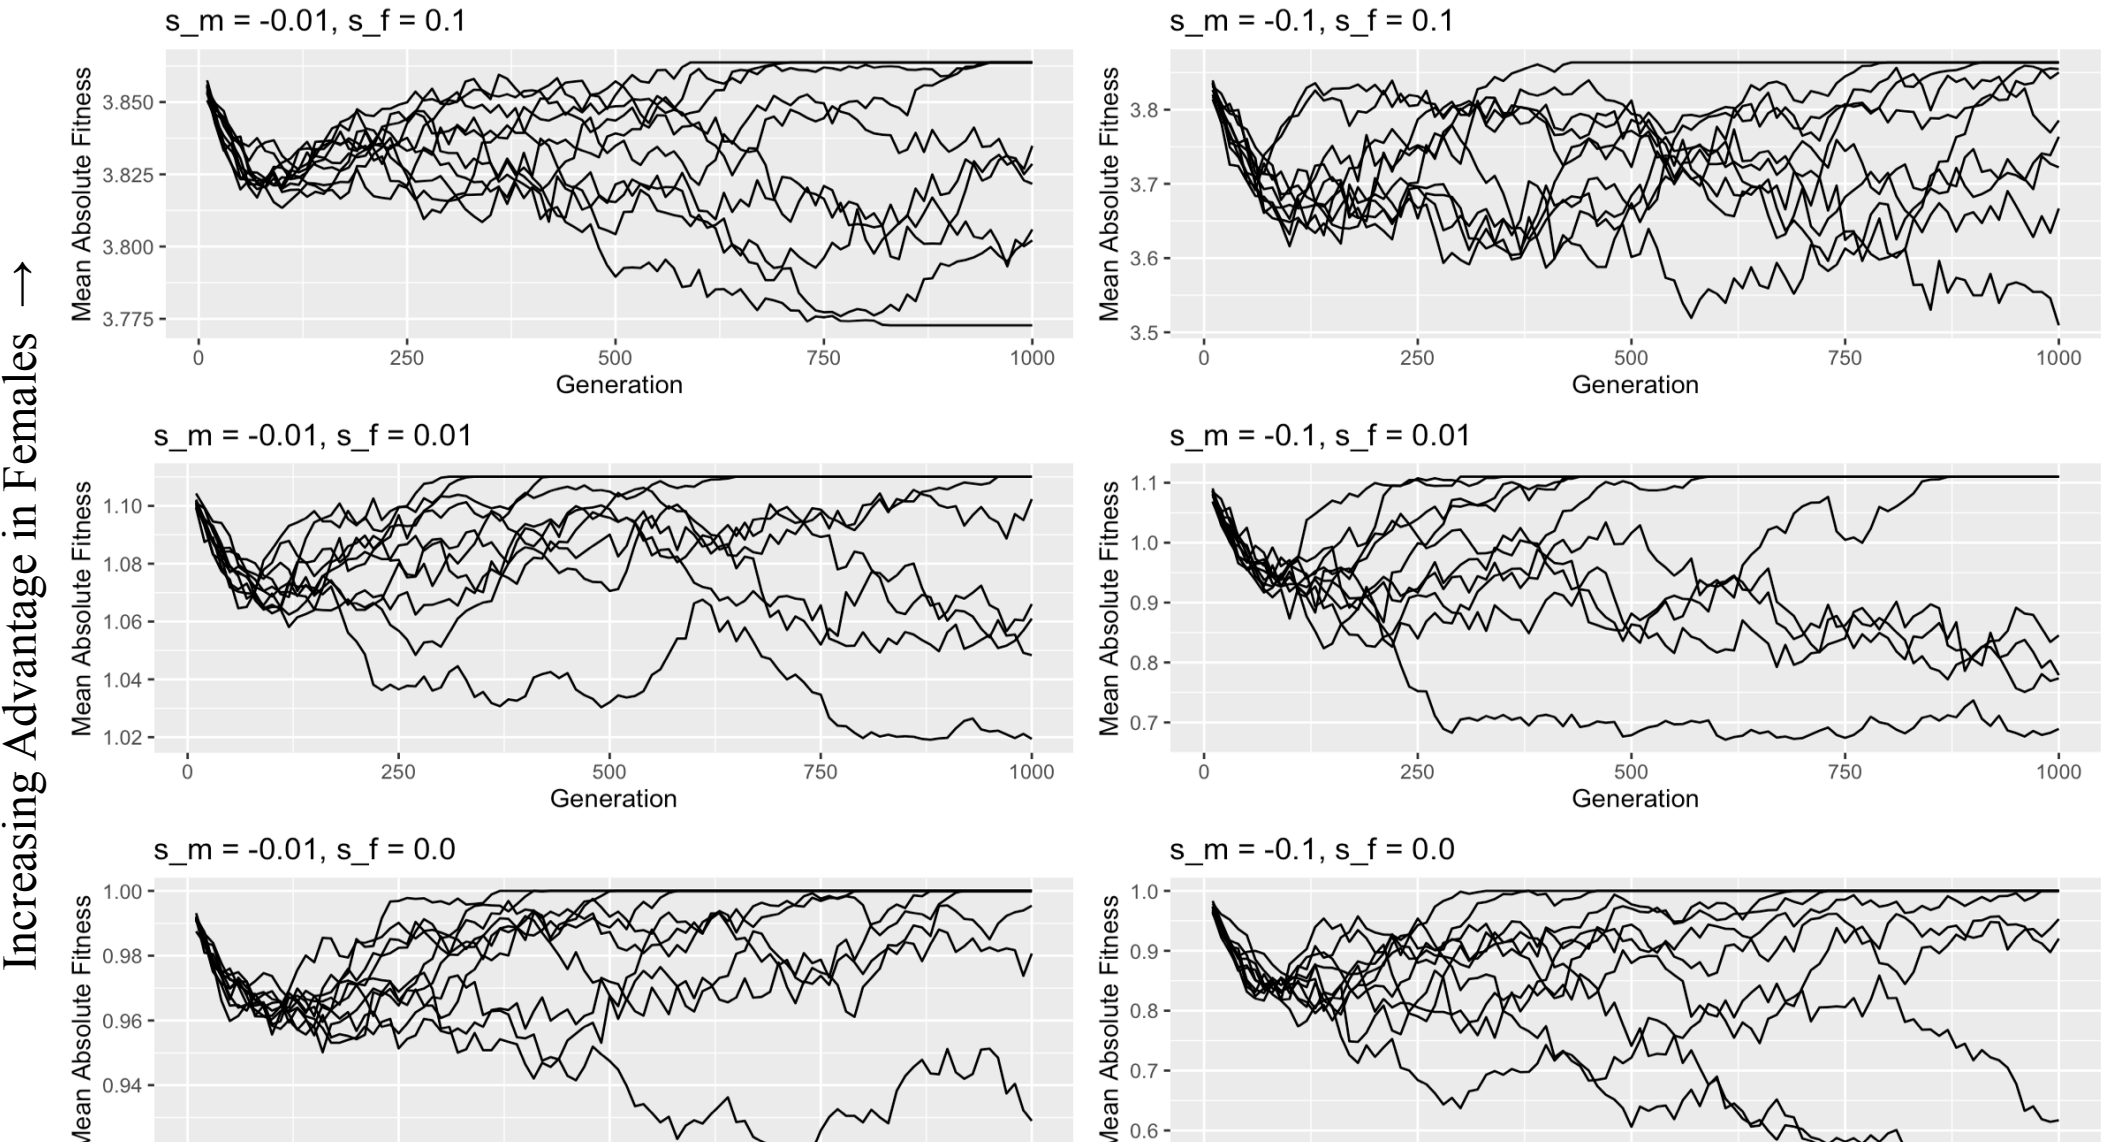 s_m = -0.01, s_f = 0.1
Mean Absolute Fitness
3.850
3.825
3.800
3.775
0 250 500 750 1000
Generation
s_m = -0.1, s_f = 0.1
Mean Absolute Fitness
3.8
3.7
3.6
3.5
0 250 500 750 1000
Generation
Increasing Advantage in Females →
s_m = -0.01, s_f = 0.01
Mean Absolute Fitness
1.10
1.08
1.06
1.04
1.02
0 250 500 750 1000
Generation
s_m = -0.1, s_f = 0.01
Mean Absolute Fitness
1.1
1.0
0.9
0.8
0.7
0 250 500 750 1000
Generation
s_m = -0.01, s_f = 0.0
Mean Absolute Fitness
1.00
0.98
0.96
0.94
s_m = -0.1, s_f = 0.0
Mean Absolute Fitness
1.0
0.9
0.8
0.7
0.6